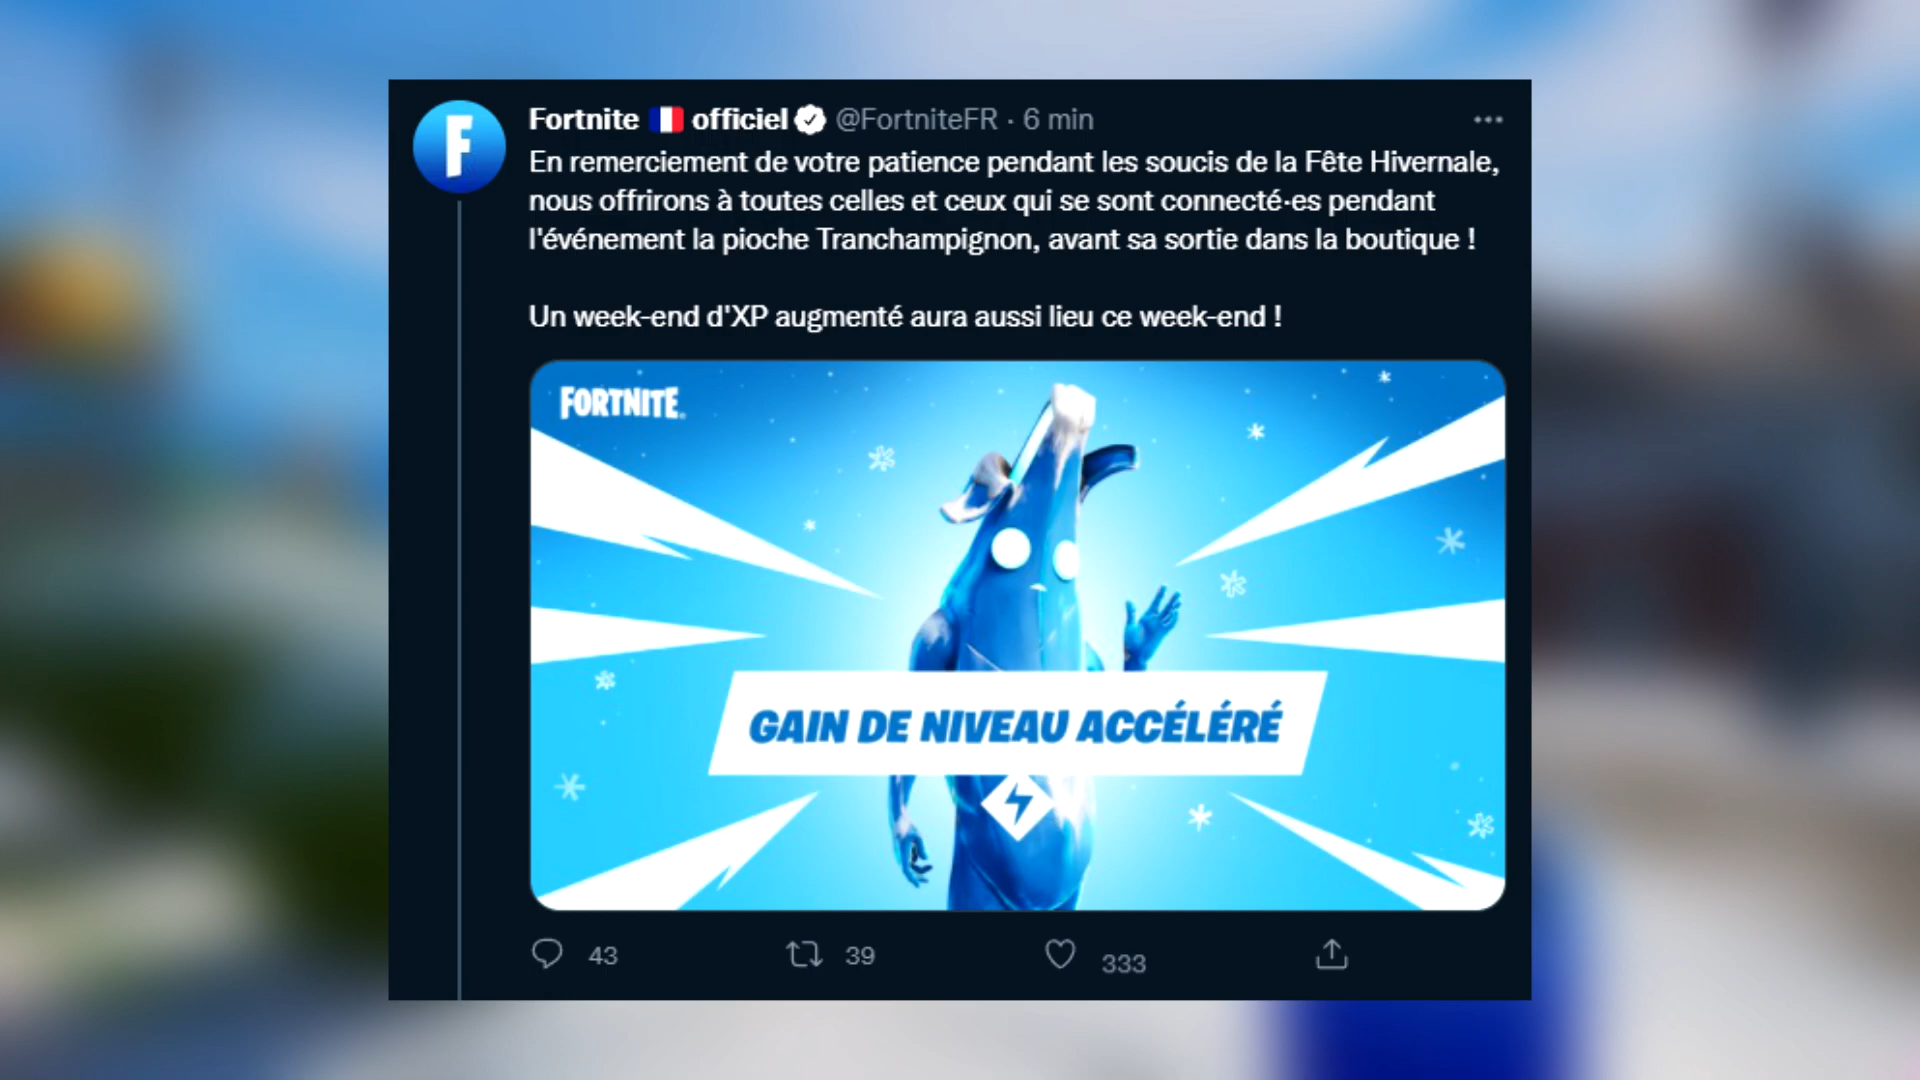 Fortnite 🇫🇷 officiel @FortniteFR · 6 min
En remerciement de votre patience pendant les soucis de la Fête Hivernale,
nous offrirons à toutes celles et ceux qui se sont connecté·es pendant
l'événement la pioche Tranchampignon, avant sa sortie dans la boutique !
Un week-end d'XP augmenté aura aussi lieu ce week-end !
FORTNITE
GAIN DE NIVEAU ACCÉLÉRÉ
43 39 333